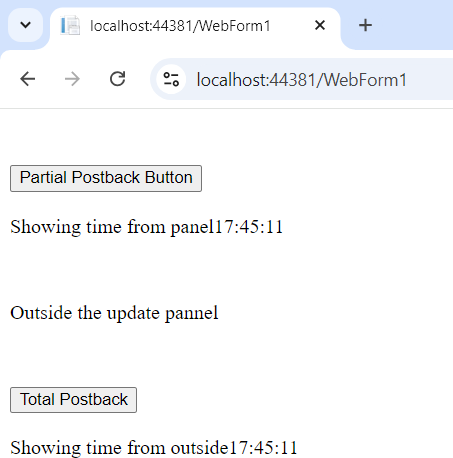 localhost:44381/WebForm1
localhost:44381/WebForm1
Partial Postback Button
Showing time from panel17:45:11
Outside the update pannel
Total Postback
Showing time from outside17:45:11